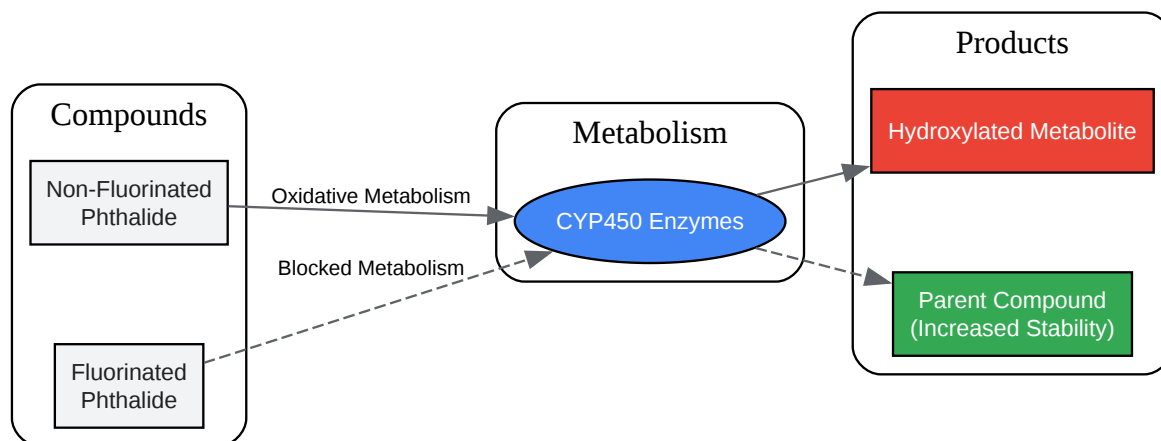 Compounds
Non-Fluorinated
Phthalide
Fluorinated
Phthalide
Oxidative Metabolism
Blocked Metabolism
Metabolism
CYP450 Enzymes
Products
Hydroxylated Metabolite
Parent Compound
(Increased Stability)